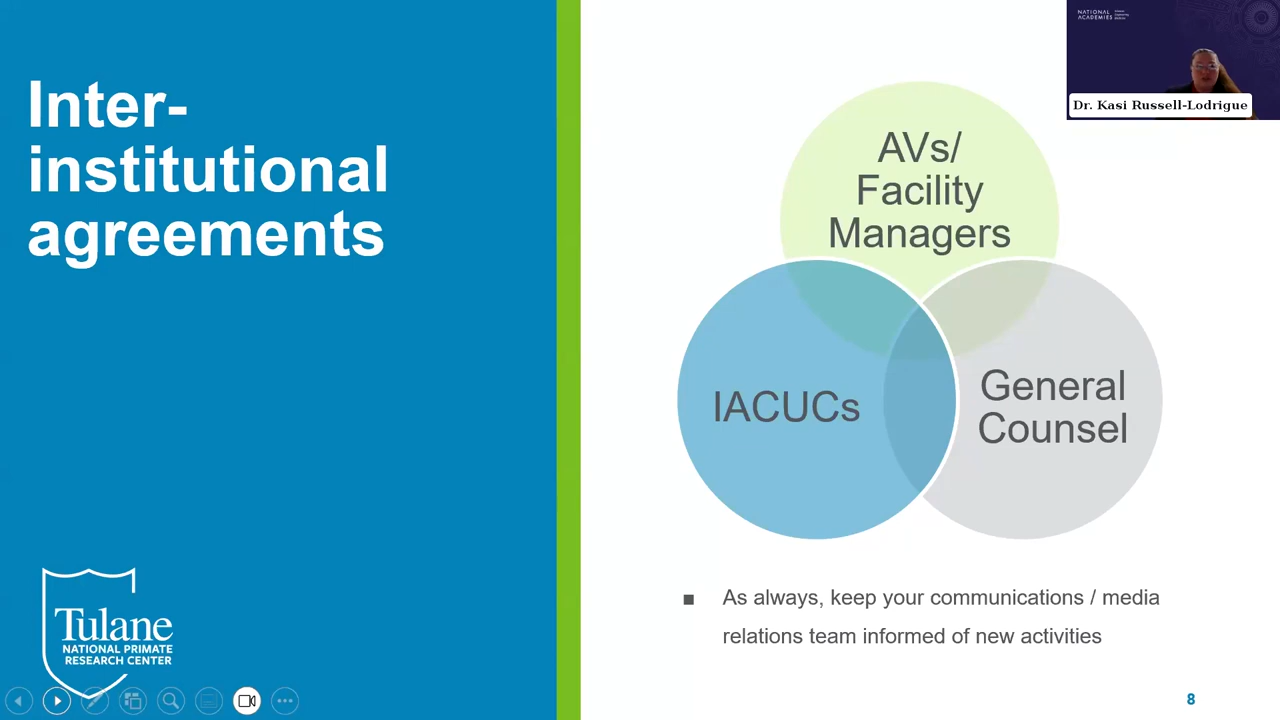 Inter-
institutional
agreements
NATIONAL
ACADEMIES
Dr. Kasi Russell-Lodrigue
AVs/
Facility
Managers
IACUCs
General
Counsel
■ As always, keep your communications / media
relations team informed of new activities
Tulane
NATIONAL PRIMATE
RESEARCH CENTER
8